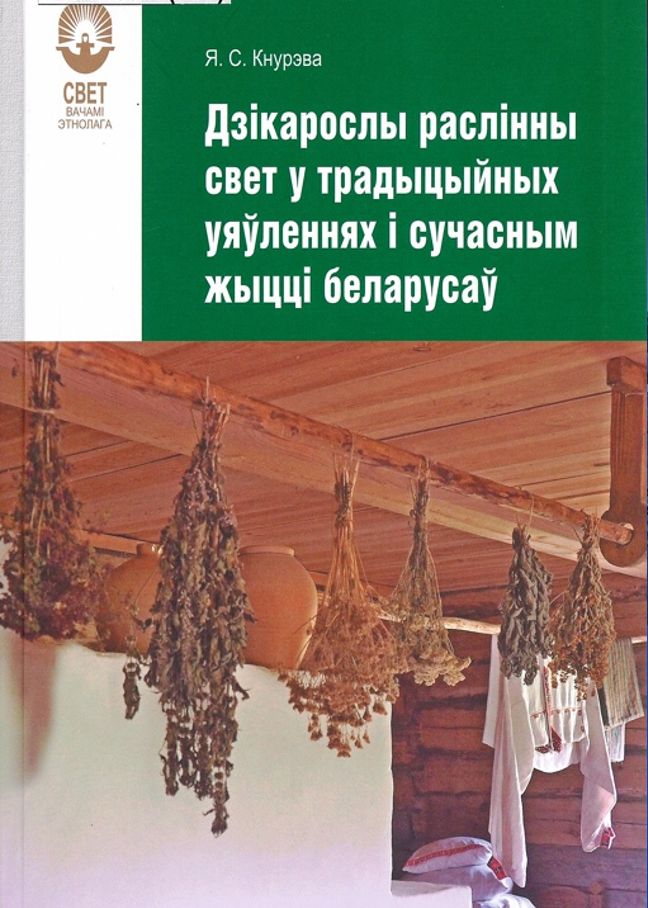 СВЕТ
ВАЧАМІ
ЭТНОЛАГА
Я. С. Кнурэва
Дзікарослы раслінны
свет у традыцыйных
уяўленнях і сучасным
жыцці беларусаў